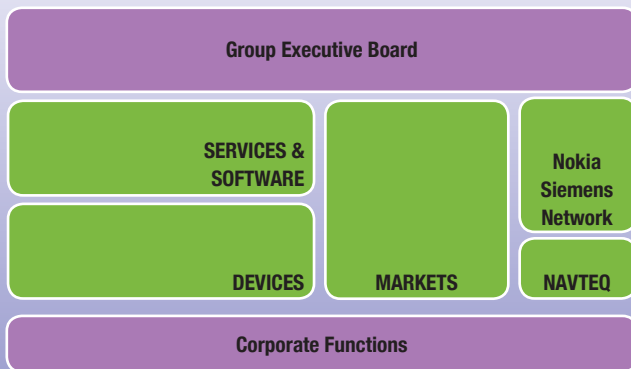 Group Executive Board
SERVICES &
SOFTWARE
DEVICES
MARKETS
Nokia
Siemens
Network
NAVTEQ
Corporate Functions